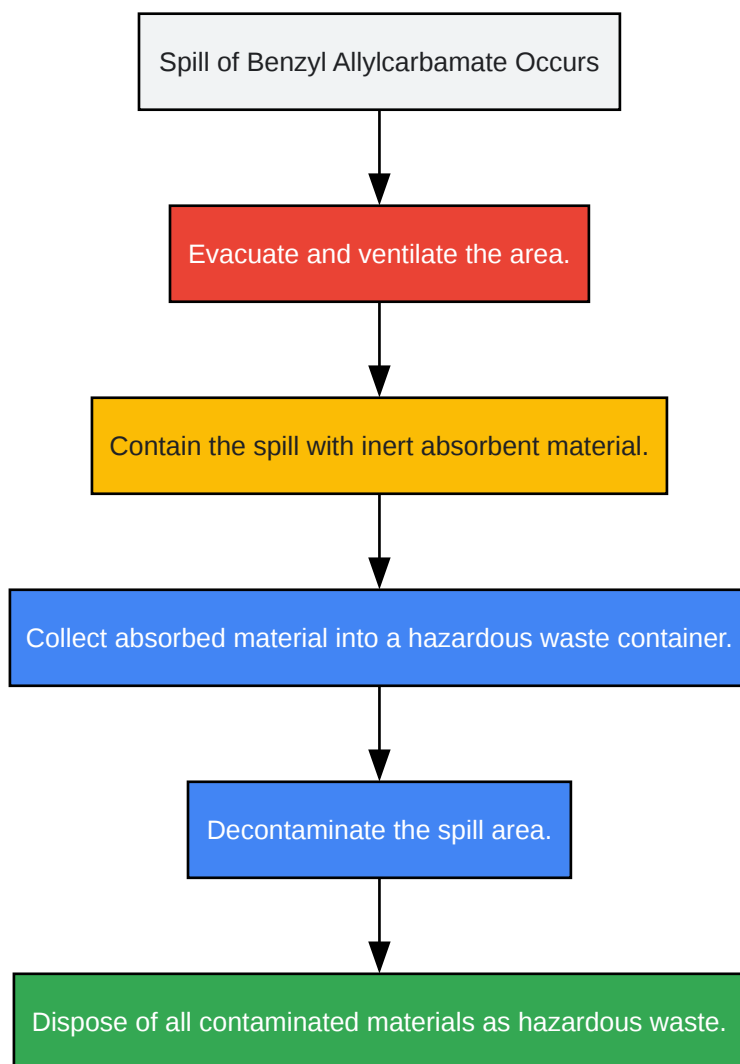 Spill of Benzyl Allylcarbamate Occurs
Evacuate and ventilate the area.
Contain the spill with inert absorbent material.
Collect absorbed material into a hazardous waste container.
Decontaminate the spill area.
Dispose of all contaminated materials as hazardous waste.